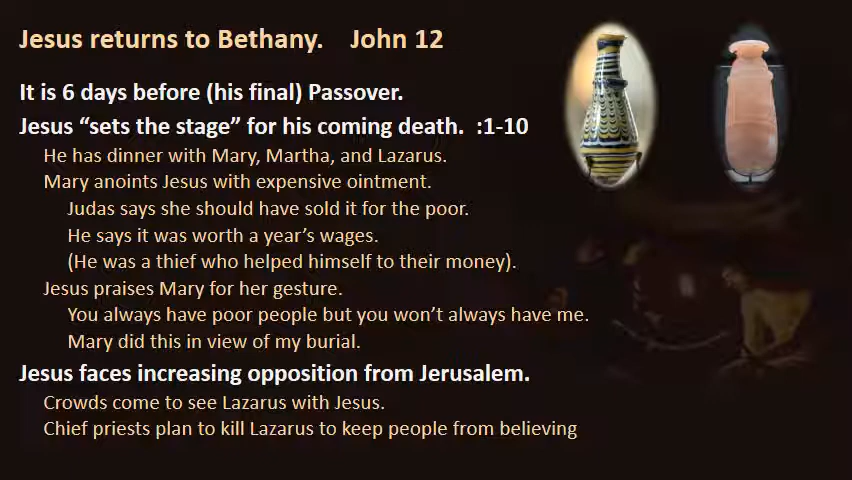 Jesus returns to Bethany. John 12
It is 6 days before (his final) Passover.
Jesus “sets the stage” for his coming death. :1-10
He has dinner with Mary, Martha, and Lazarus.
Mary anoints Jesus with expensive ointment.
Judas says she should have sold it for the poor.
He says it was worth a year’s wages.
(He was a thief who helped himself to their money).
Jesus praises Mary for her gesture.
You always have poor people but you won’t always have me.
Mary did this in view of my burial.
Jesus faces increasing opposition from Jerusalem.
Crowds come to see Lazarus with Jesus.
Chief priests plan to kill Lazarus to keep people from believing